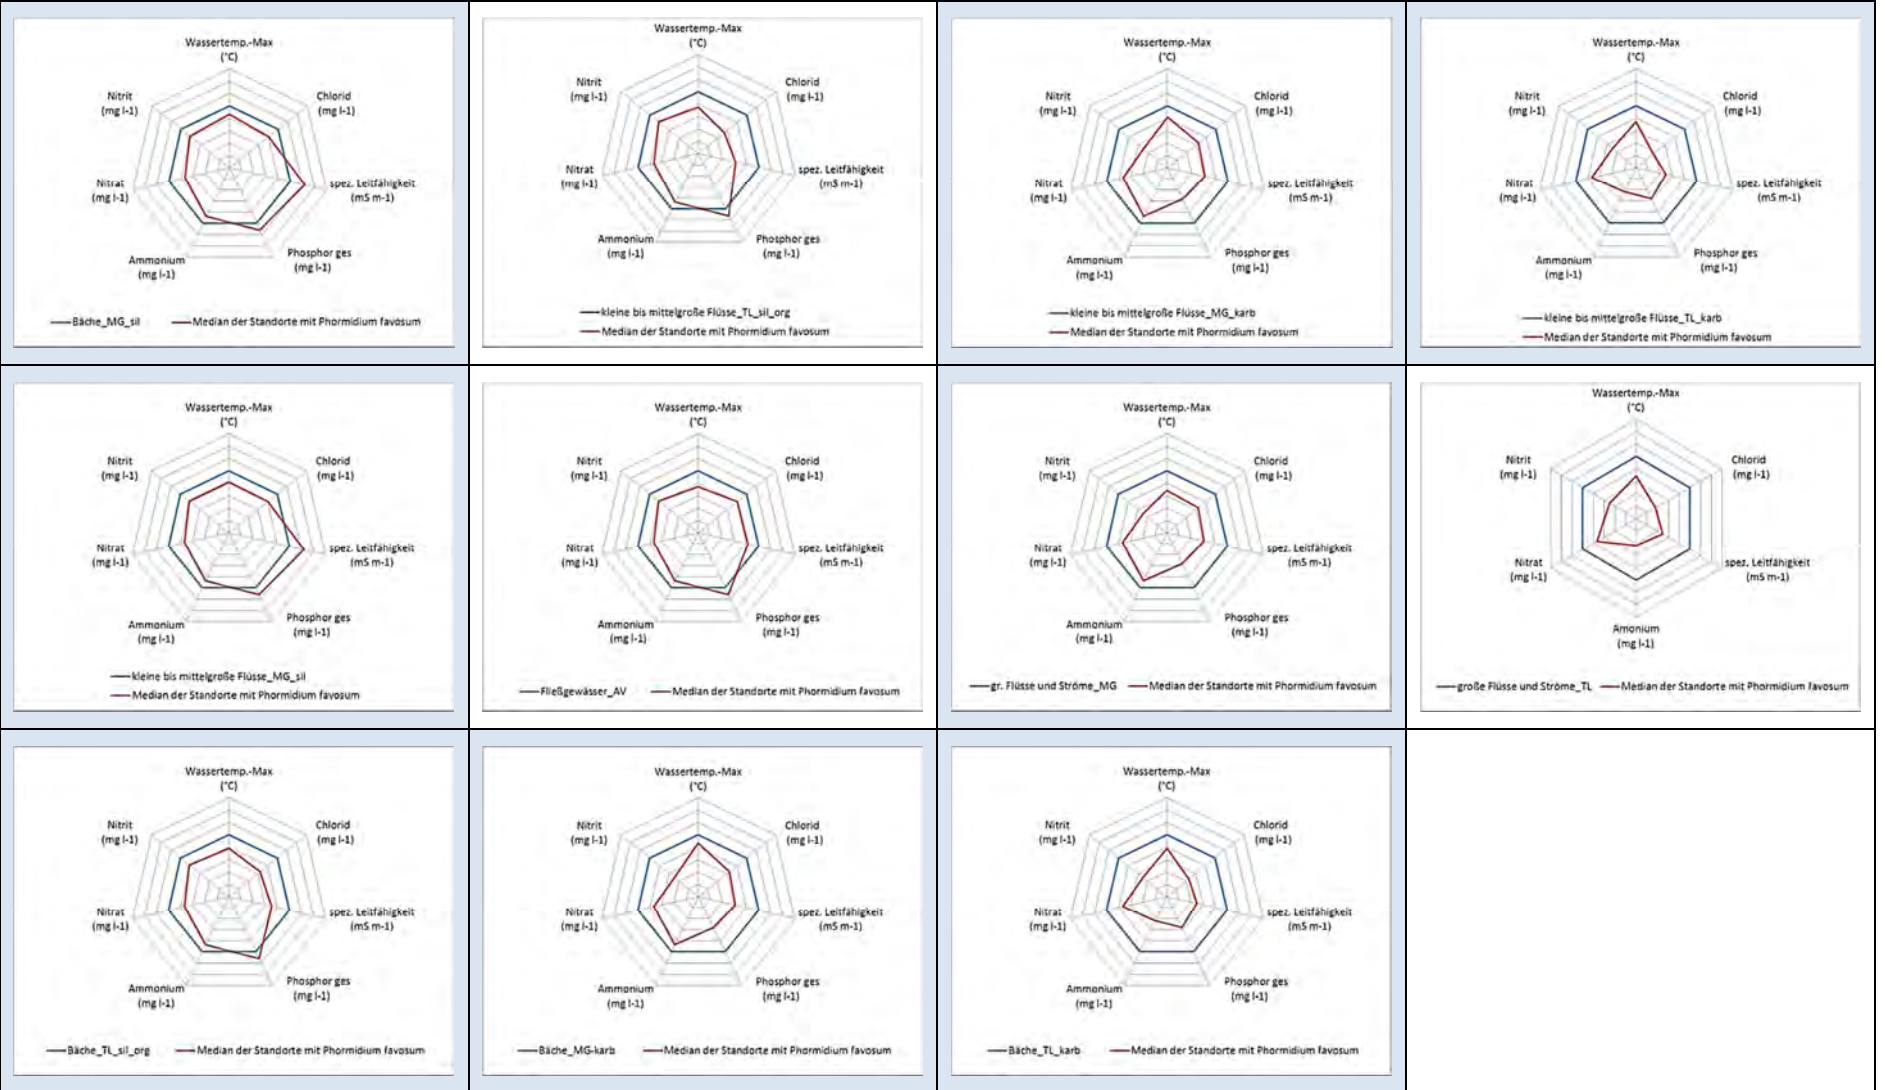 Wassertemp.-Max
(°C)
Nitrit
(mg l-1)
Chlorid
(mg l-1)
Nitrat
(mg l-1)
spez. Leitfähigkeit
(mS m-1)
Ammonium
(mg l-1)
Phosphor ges
(mg l-1)
Bäche_MG_sil
Median der Standorte mit Phormidium favosum
Wassertemp.-Max
(°C)
Nitrit
(mg l-1)
Chlorid
(mg l-1)
Nitrat
(mg l-1)
spez. Leitfähigkeit
(mS m-1)
Ammonium
(mg l-1)
Phosphor ges
(mg l-1)
kleine bis mittelgroße Flüsse_TL_sil_org
Median der Standorte mit Phormidium favosum
Wassertemp.-Max
(°C)
Nitrit
(mg l-1)
Chlorid
(mg l-1)
Nitrat
(mg l-1)
spez. Leitfähigkeit
(mS m-1)
Ammonium
(mg l-1)
Phosphor ges
(mg l-1)
kleine bis mittelgroße Flüsse_MG_karb
Median der Standorte mit Phormidium favosum
Wassertemp.-Max
(°C)
Nitrit
(mg l-1)
Chlorid
(mg l-1)
Nitrat
(mg l-1)
spez. Leitfähigkeit
(mS m-1)
Ammonium
(mg l-1)
Phosphor ges
(mg l-1)
kleine bis mittelgroße Flüsse_TL_karb
Median der Standorte mit Phormidium favosum
Wassertemp.-Max
(°C)
Nitrit
(mg l-1)
Chlorid
(mg l-1)
Nitrat
(mg l-1)
spez. Leitfähigkeit
(mS m-1)
Ammonium
(mg l-1)
Phosphor ges
(mg l-1)
kleine bis mittelgroße Flüsse_MG_sil
Median der Standorte mit Phormidium favosum
Wassertemp.-Max
(°C)
Nitrit
(mg l-1)
Chlorid
(mg l-1)
Nitrat
(mg l-1)
spez. Leitfähigkeit
(mS m-1)
Ammonium
(mg l-1)
Phosphor ges
(mg l-1)
Fließgewässer_AV
Median der Standorte mit Phormidium favosum
Wassertemp.-Max
(°C)
Nitrit
(mg l-1)
Chlorid
(mg l-1)
Nitrat
(mg l-1)
spez. Leitfähigkeit
(mS m-1)
Ammonium
(mg l-1)
Phosphor ges
(mg l-1)
gr. Flüsse und Ströme_MG
Median der Standorte mit Phormidium favosum
Wassertemp.-Max
(°C)
Nitrit
(mg l-1)
Chlorid
(mg l-1)
Nitrat
(mg l-1)
spez. Leitfähigkeit
(mS m-1)
Amonium
(mg l-1)
große Flüsse und Ströme_TL
Median der Standorte mit Phormidium favosum
Wassertemp.-Max
(°C)
Nitrit
(mg l-1)
Chlorid
(mg l-1)
Nitrat
(mg l-1)
spez. Leitfähigkeit
(mS m-1)
Ammonium
(mg l-1)
Phosphor ges
(mg l-1)
Bäche_TL_sil_org
Median der Standorte mit Phormidium favosum
Wassertemp.-Max
(°C)
Nitrit
(mg l-1)
Chlorid
(mg l-1)
Nitrat
(mg l-1)
spez. Leitfähigkeit
(mS m-1)
Ammonium
(mg l-1)
Phosphor ges
(mg l-1)
Bäche_MG-karb
Median der Standorte mit Phormidium favosum
Wassertemp.-Max
(°C)
Nitrit
(mg l-1)
Chlorid
(mg l-1)
Nitrat
(mg l-1)
spez. Leitfähigkeit
(mS m-1)
Ammonium
(mg l-1)
Phosphor ges
(mg l-1)
Bäche_TL_karb
Median der Standorte mit Phormidium favosum